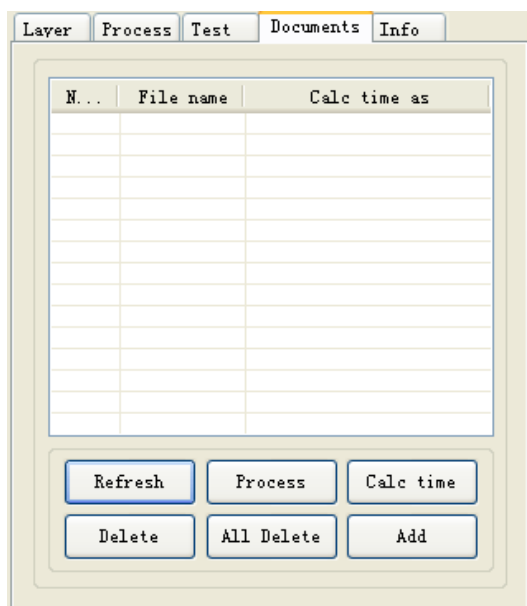 Layer Process Test Documents Info
N... File name Calc time as
Refresh Process Calc time
Delete All Delete Add